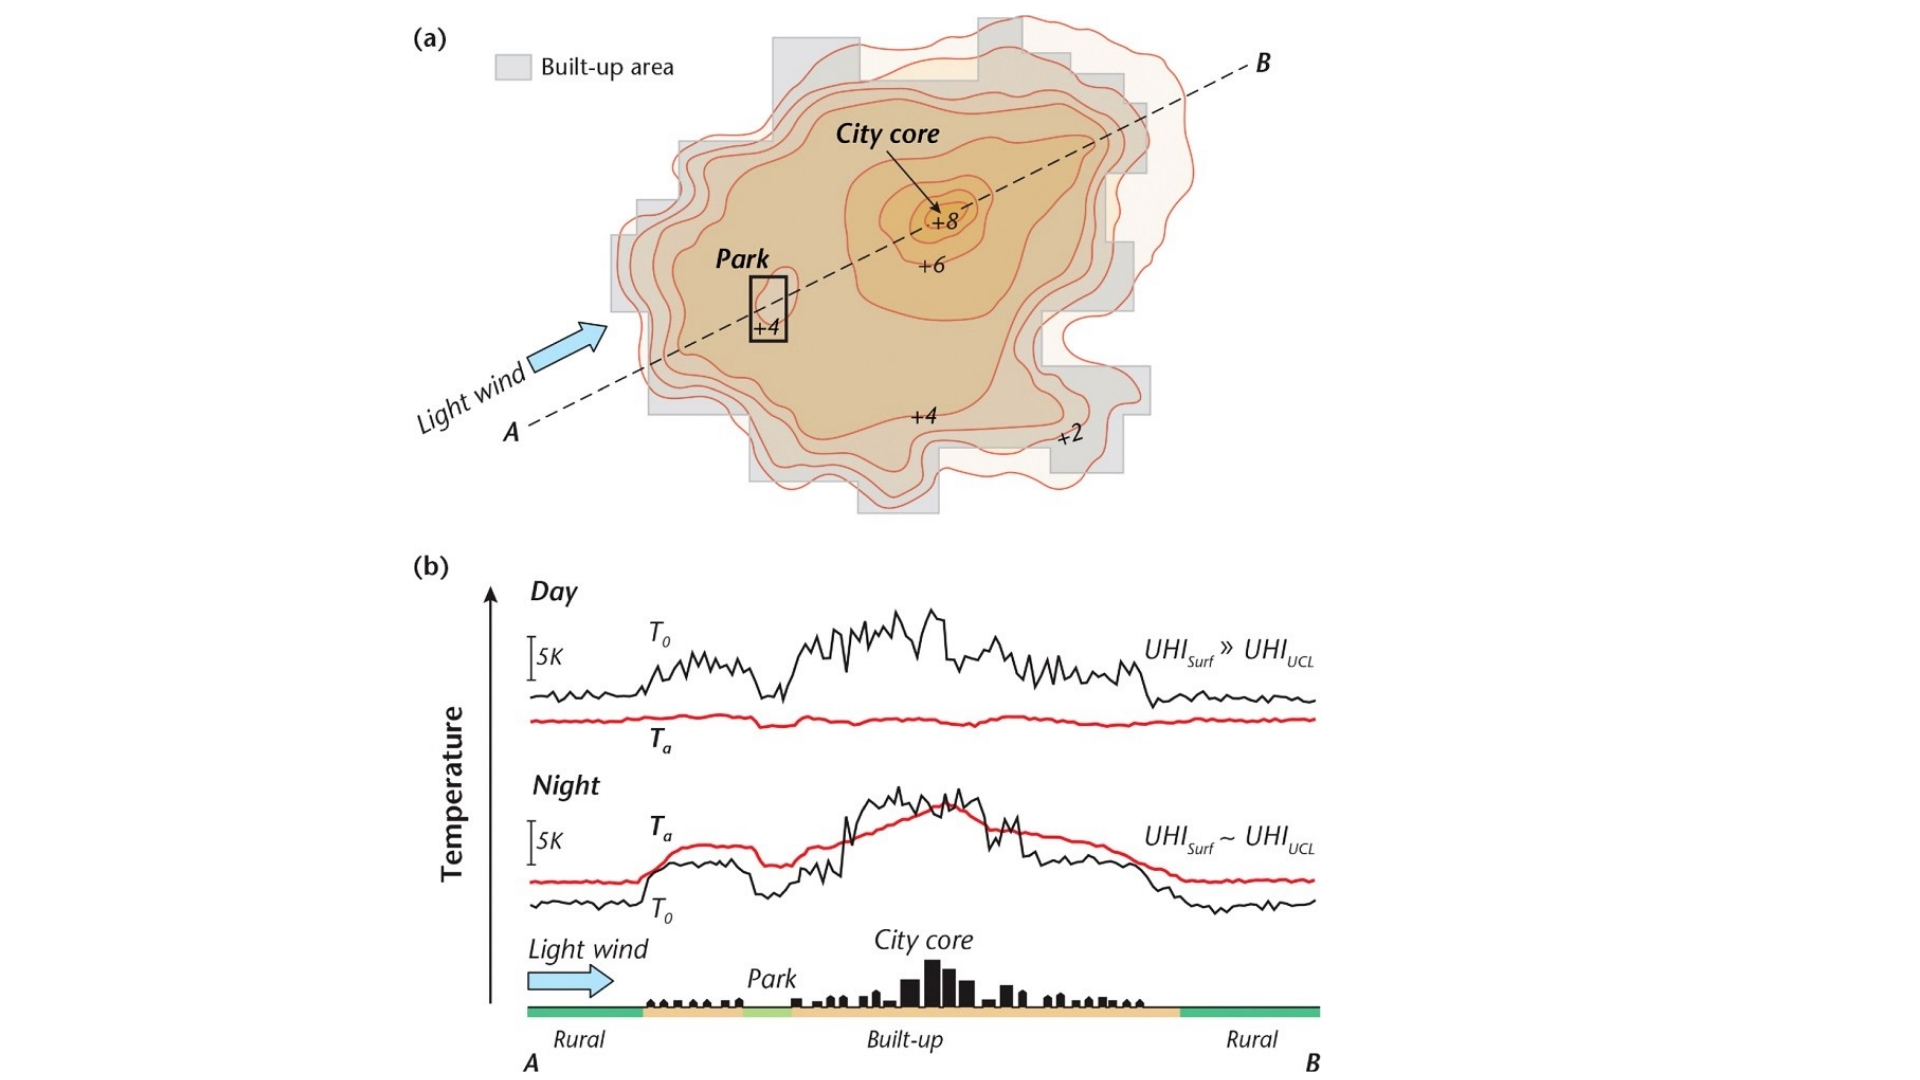 (a)
Built-up area
B
City core
+8
+6
Park
+4
Light wind
+4
+2
A
(b)
Day
T0
5K
UHISurf » UHIUCL
Ta
Temperature
Night
Ta
5K
UHISurf ~ UHIUCL
T0
Light wind
City core
Park
Rural
Built-up
Rural
A
B